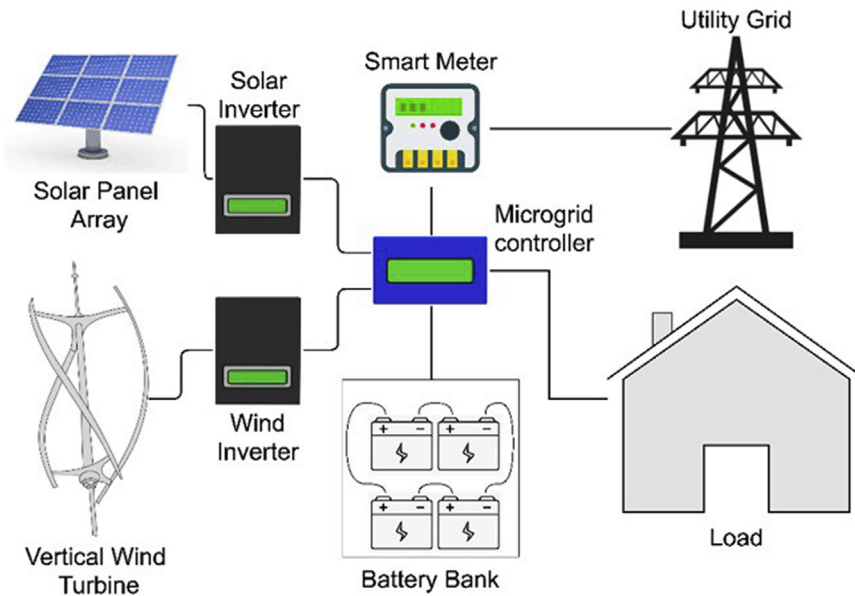 Utility Grid
Solar
Inverter
Smart Meter
Solar Panel
Array
Microgrid
controller
Wind
Inverter
+ −
+ −
+ −
+ −
Load
Vertical Wind
Turbine
Battery Bank